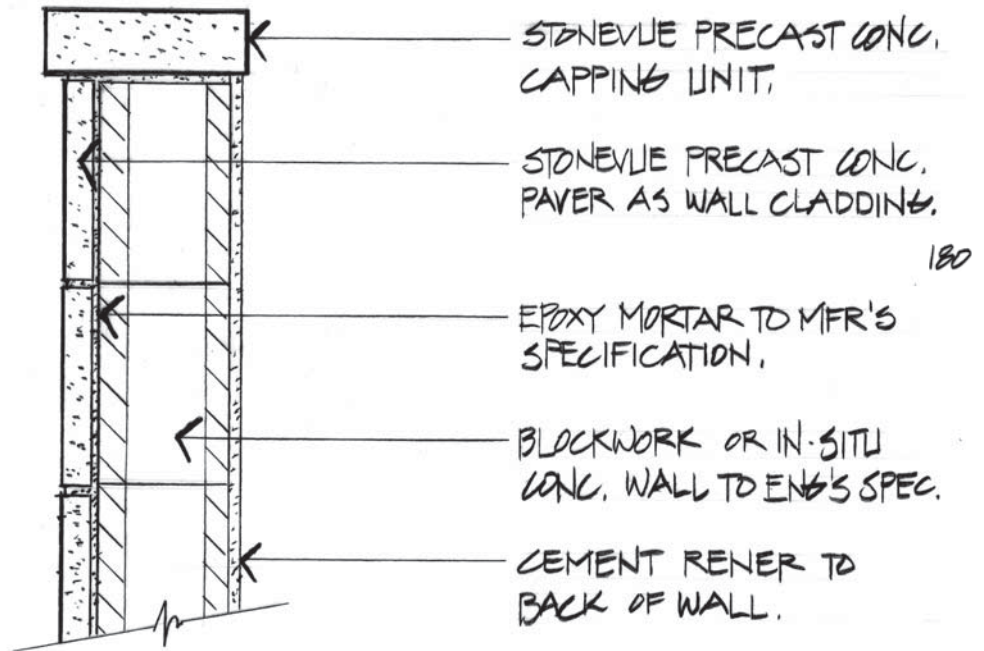 STONEVUE PRECAST CONC.
CAPPING UNIT.
STONEVUE PRECAST CONC.
PAVER AS WALL CLADDING.
180
EPOXY MORTAR TO MFR'S
SPECIFICATION.
BLOCKWORK OR IN-SITU
CONC. WALL TO ENG'S SPEC.
CEMENT RENER TO
BACK OF WALL.